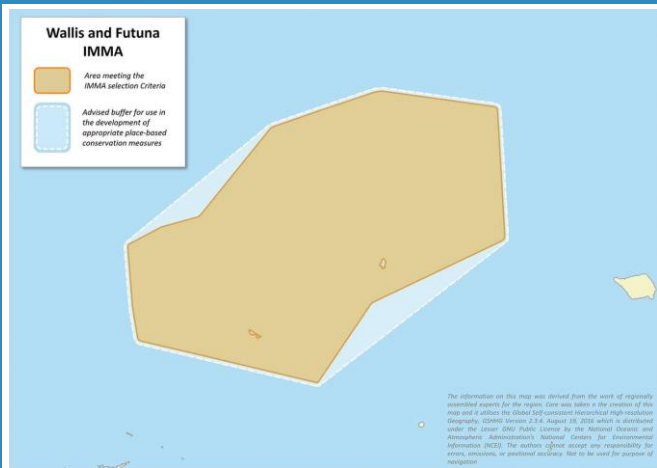 Wallis and Futuna
IMMA
Area meeting the
IMMA selection Criteria
Advised buffer for use in
the development of
appropriate place-based
conservation measures
The information on this map was derived from the work of regionally
assembled experts for the region. Care was taken in the creation of this
map and it utilises the Global Self-consistent Hierarchical High-resolution
Geography, GSHHG Version 2.3.4. August 19, 2016 which is distributed
under the Lesser GNU Public License by the National Oceanic and
Atmosphere Administration's National Centers for Environmental
Information (NCEI). The authors cannot accept any responsibility for
errors, omissions, or positional accuracy. Not to be used for purpose of
navigation